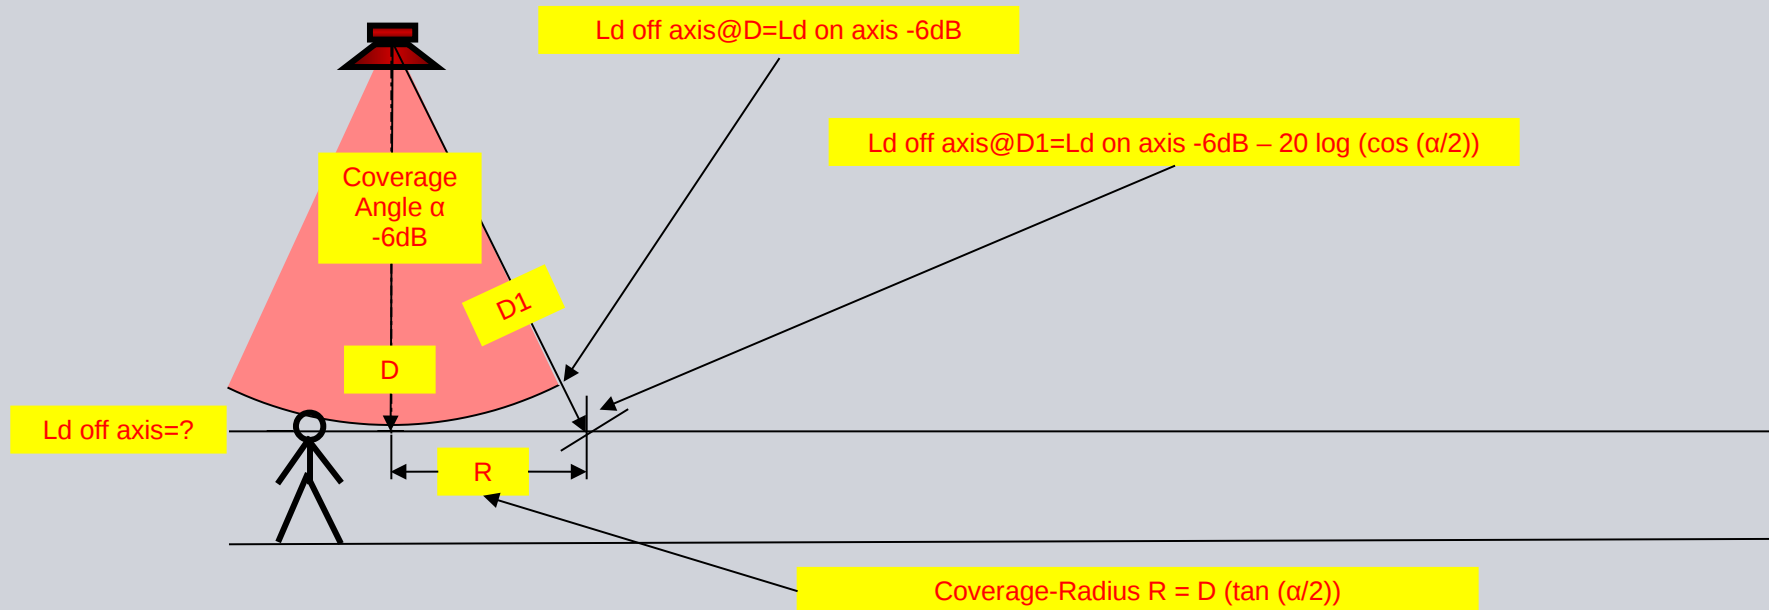 Ld off axis@D=Ld on axis -6dB
Ld off axis@D1=Ld on axis -6dB – 20 log (cos (α/2))
Coverage
Angle α
-6dB
D1
D
Ld off axis=?
R
Coverage-Radius R = D (tan (α/2))